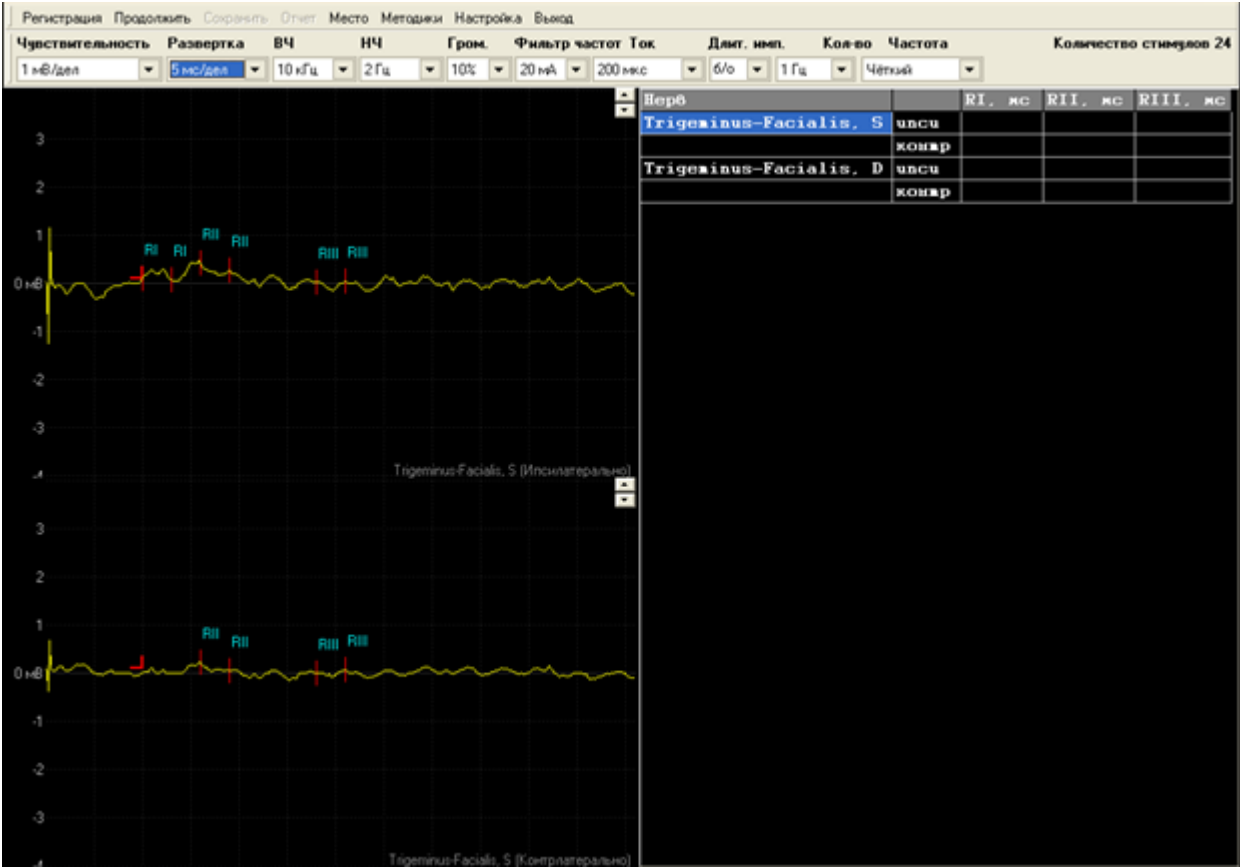 Регистрация Продолжить Сохранить Отчет Место Методики Настройка Выход
Чувствительность Развертка ВЧ НЧ Гром. Фильтр частот Ток Длит. имп. Кол-во Частота Количество стимулов 24
1 мВ/дел 5 мс/дел 10 кГц 2 Гц 10% 20 мА 200 мкс б/о 1 Гц Чёткий
Нерв RI, мс RII, мс RIII, мс
Trigeminus-Facialis, S ипси
контр
Trigeminus-Facialis, D ипси
контр
3
2
1
RI RI RII RII RIII RIII
0 мВ
-1
-2
-3
-4
Trigeminus-Facialis, S (Ипсилатерально)
3
2
1
RII RII RIII RIII
0 мВ
-1
-2
-3
-4
Trigeminus-Facialis, S (Контрлатерально)